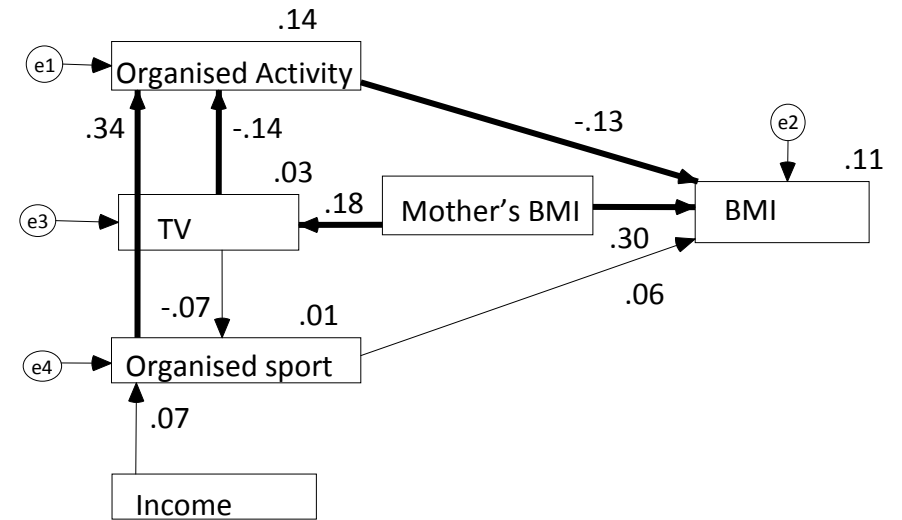 .14
e1
Organised Activity
.34
-.14
-.13
e2
.11
.03
e3
TV
.18
Mother's BMI
BMI
.30
-.07
.01
.06
e4
Organised sport
.07
Income